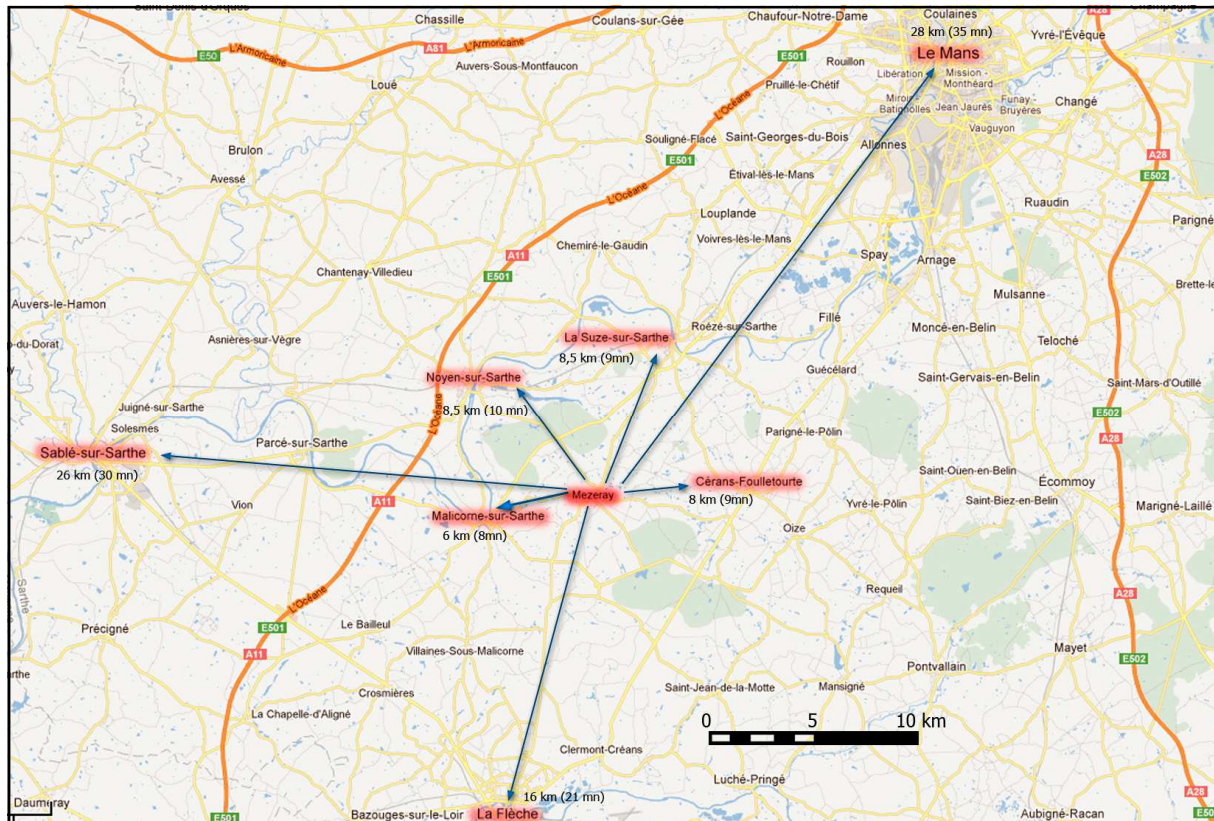 Chassille
Coulans-sur-Gée
Chaufour-Notre-Dame
Coulaines
28 km (35 mn)
Le Mans
A28
Yvré-l'Évêque
E50
L'Armoricaine
A81
L'Armoricaine
E501
Rouillon
Auvers-Sous-Montfaucon
Libération
Mission -
Monthéard
Loué
Pruillé-le-Chétif
Miroir
Batignolles
Jean Jaurès
Funay -
Bruyères
Changé
L'Océane
Vauguyon
Souligné-Flacé
Saint-Georges-du-Bois
Allonnes
Brulon
E501
A28
E502
Avessé
Étival-lès-le-Mans
L'Océane
Ruaudin
Louplande
Parigné
Voivres-lès-le-Mans
Chemiré-le-Gaudin
A11
Spay
Arnage
Chantenay-Villedieu
E501
Brette-le
Mulsanne
Auvers-le-Hamon
Fillé
Roézé-sur-Sarthe
Moncé-en-Belin
La Suze-sur-Sarthe
Asnières-sur-Vègre
Teloché
-du-Dorat
8,5 km (9mn)
Guécélard
Noyen-sur-Sarthe
Saint-Gervais-en-Belin
Saint-Mars-d'Outillé
8,5 km (10 mn)
Juigné-sur-Sarthe
L'Océane
E502
Solesmes
Parigné-le-Pôlin
A28
Parcé-sur-Sarthe
Sablé-sur-Sarthe
26 km (30 mn)
Saint-Ouen-en-Belin
Cérans-Foulletourte
Écommoy
Mezeray
8 km (9mn)
Saint-Biez-en-Belin
A11
Vion
Yvré-le-Pôlin
Marigné-Laillé
Malicorne-sur-Sarthe
6 km (8mn)
Oize
Sarthe
Requeil
A28
L'Océane
E501
Le Bailleul
Précigné
A11
Villaines-Sous-Malicorne
Mayet
E502
Pontvallain
Crosmières
Saint-Jean-de-la-Motte
Mansigné
La Chapelle-d'Aligné
0 5 10 km
Clermont-Créans
Luché-Pringé
16 km (21 mn)
Daumeray
E501
Bazouges-sur-le-Loir
La Flèche
Aubigné-Racan